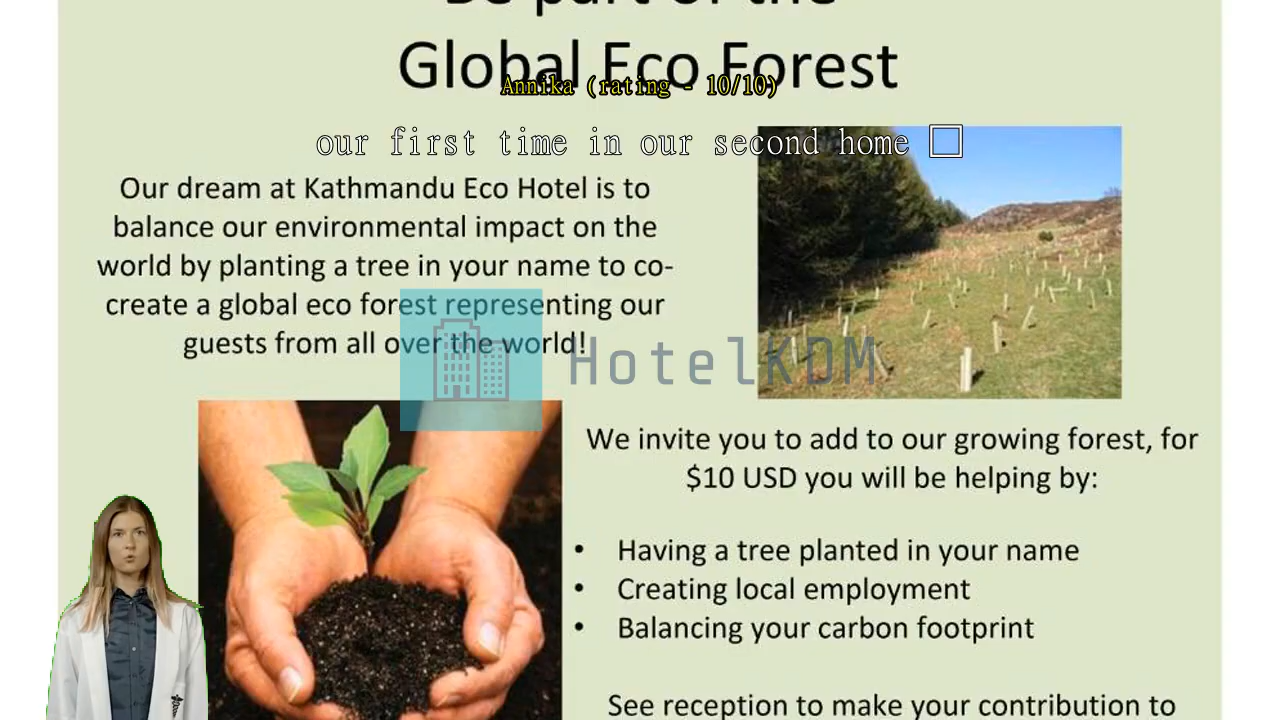 Be part of the
Global Eco Forest
Annika (rating - 10/10)
our first time in our second home
Our dream at Kathmandu Eco Hotel is to
balance our environmental impact on the
world by planting a tree in your name to co-
create a global eco forest representing our
guests from all over the world!
HotelKDM
We invite you to add to our growing forest, for
$10 USD you will be helping by:
• Having a tree planted in your name
• Creating local employment
• Balancing your carbon footprint
See reception to make your contribution to